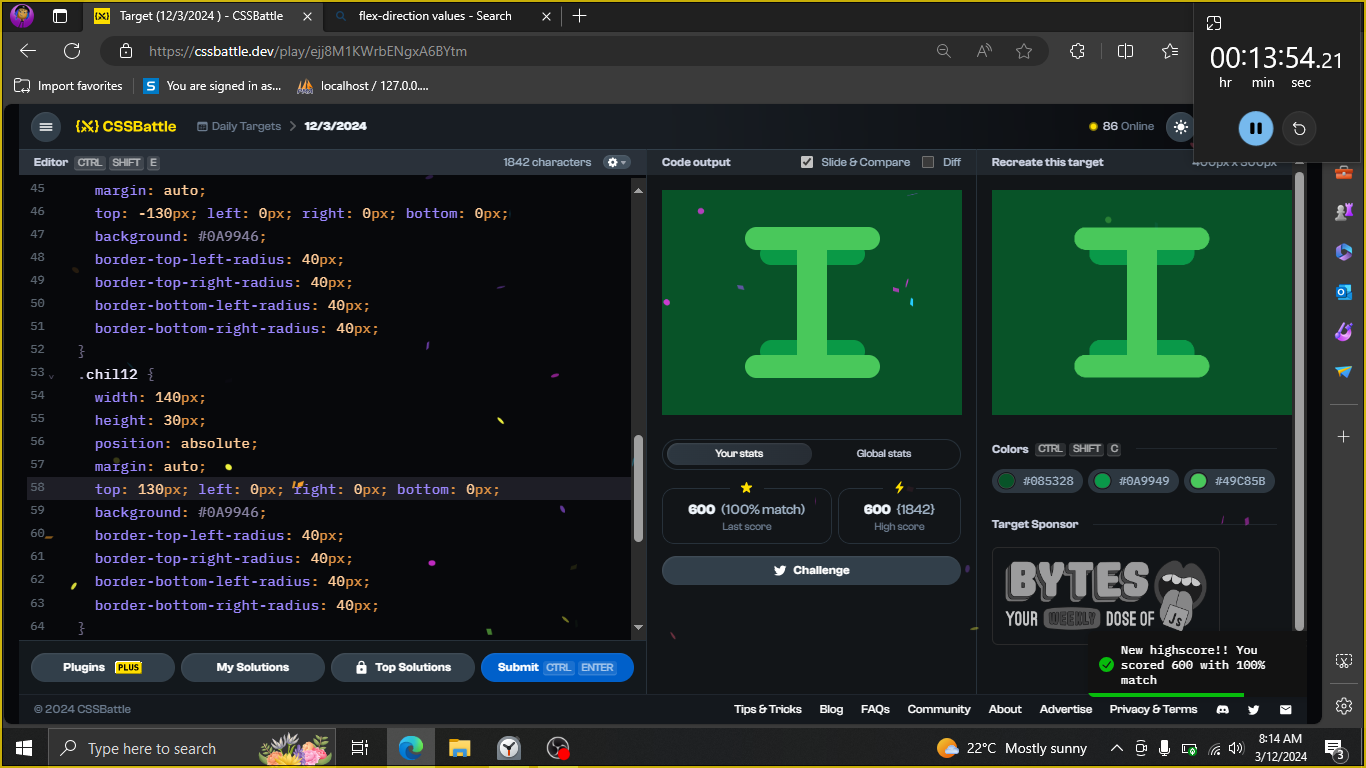 Target (12/3/2024 ) - CSSBattle
flex-direction values - Search
https://cssbattle.dev/play/ejj8M1KWrbENgxA6BYtm
Import favorites
You are signed in as...
localhost / 127.0.0....
00:13:54.21
hr min sec
{X} CSSBATTLE
Daily Targets > 12/3/2024
86 Online
Editor CTRL SHIFT E
1842 characters
Code output
Slide & Compare
Diff
Recreate this target
400px x 300px
45 margin: auto;
46 top: -130px; left: 0px; right: 0px; bottom: 0px;
47 background: #0A9946;
48 border-top-left-radius: 40px;
49 border-top-right-radius: 40px;
50 border-bottom-left-radius: 40px;
51 border-bottom-right-radius: 40px;
52 }
53 .chil12 {
54 width: 140px;
55 height: 30px;
56 position: absolute;
57 margin: auto;
58 top: 130px; left: 0px; right: 0px; bottom: 0px;
59 background: #0A9946;
60 border-top-left-radius: 40px;
61 border-top-right-radius: 40px;
62 border-bottom-left-radius: 40px;
63 border-bottom-right-radius: 40px;
64 }
Your stats
Global stats
600 (100% match)
Last score
600 {1842}
High score
Challenge
Colors CTRL SHIFT C
#085328
#0A9949
#49C85B
Target Sponsor
BYTES
YOUR WEEKLY DOSE OF JS
New highscore!! You
scored 600 with 100%
match
Plugins PLUS
My Solutions
Top Solutions
Submit CTRL ENTER
© 2024 CSSBattle
Tips & Tricks
Blog
FAQs
Community
About
Advertise
Privacy & Terms
Type here to search
22°C Mostly sunny
8:14 AM
3/12/2024
3